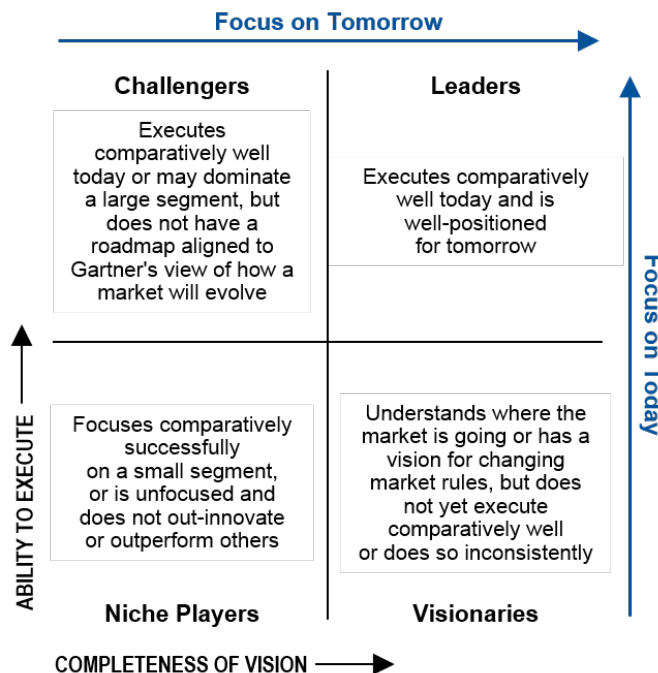 Focus on Tomorrow
Challengers
Executes
comparatively well
today or may dominate
a large segment, but
does not have a
roadmap aligned to
Gartner's view of how a
market will evolve
Leaders
Executes comparatively
well today and is
well-positioned
for tomorrow
Focus on Today
ABILITY TO EXECUTE
Focuses comparatively
successfully
on a small segment,
or is unfocused and
does not out-innovate
or outperform others
Niche Players
Understands where the
market is going or has a
vision for changing
market rules, but does
not yet execute
comparatively well
or does so inconsistently
Visionaries
COMPLETENESS OF VISION